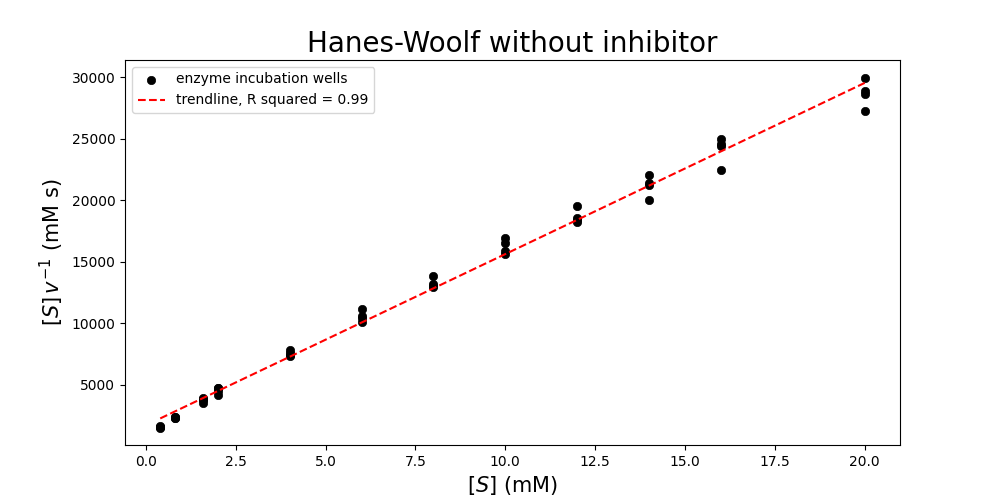 Hanes-Woolf without inhibitor
enzyme incubation wells
trendline, R squared = 0.99
30000
25000
20000
15000
10000
5000
[S] v⁻¹ (mM s)
0.0 2.5 5.0 7.5 10.0 12.5 15.0 17.5 20.0
[S] (mM)